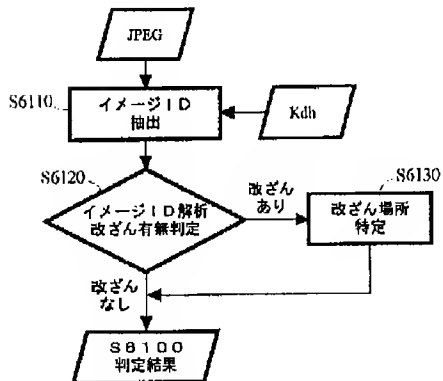 JPEG
S6110
イメージID
抽出
Kdh
S6120
イメージID解析
改ざん有無判定
改ざん
あり
S6130
改ざん場所
特定
改ざん
なし
S6100
判定結果